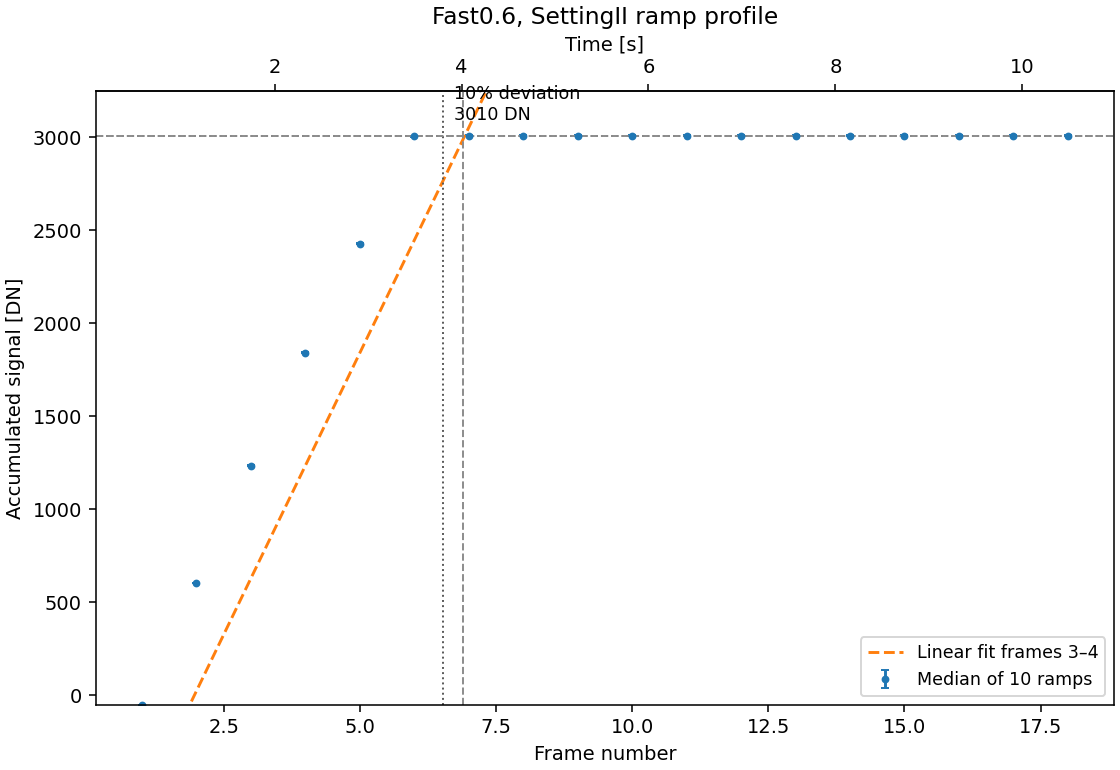 Fast0.6, SettingII ramp profile
Time [s]
2 4 6 8 10
10% deviation
3010 DN
Accumulated signal [DN]
3000
2500
2000
1500
1000
500
0
Linear fit frames 3–4
Median of 10 ramps
2.5 5.0 7.5 10.0 12.5 15.0 17.5
Frame number